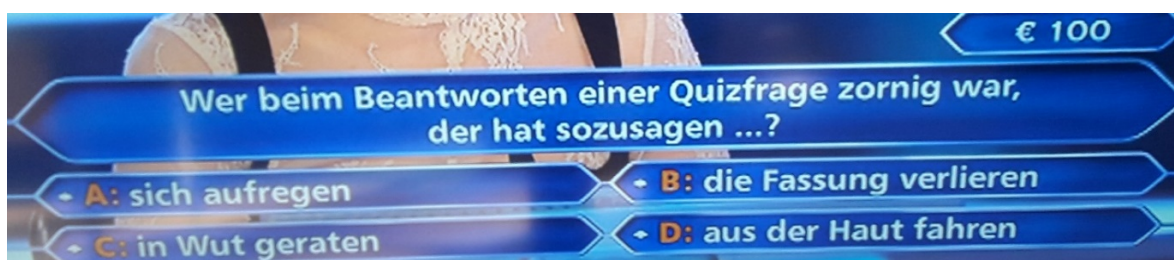 € 100
Wer beim Beantworten einer Quizfrage zornig war,
der hat sozusagen ...?
A: sich aufregen
B: die Fassung verlieren
C: in Wut geraten
D: aus der Haut fahren